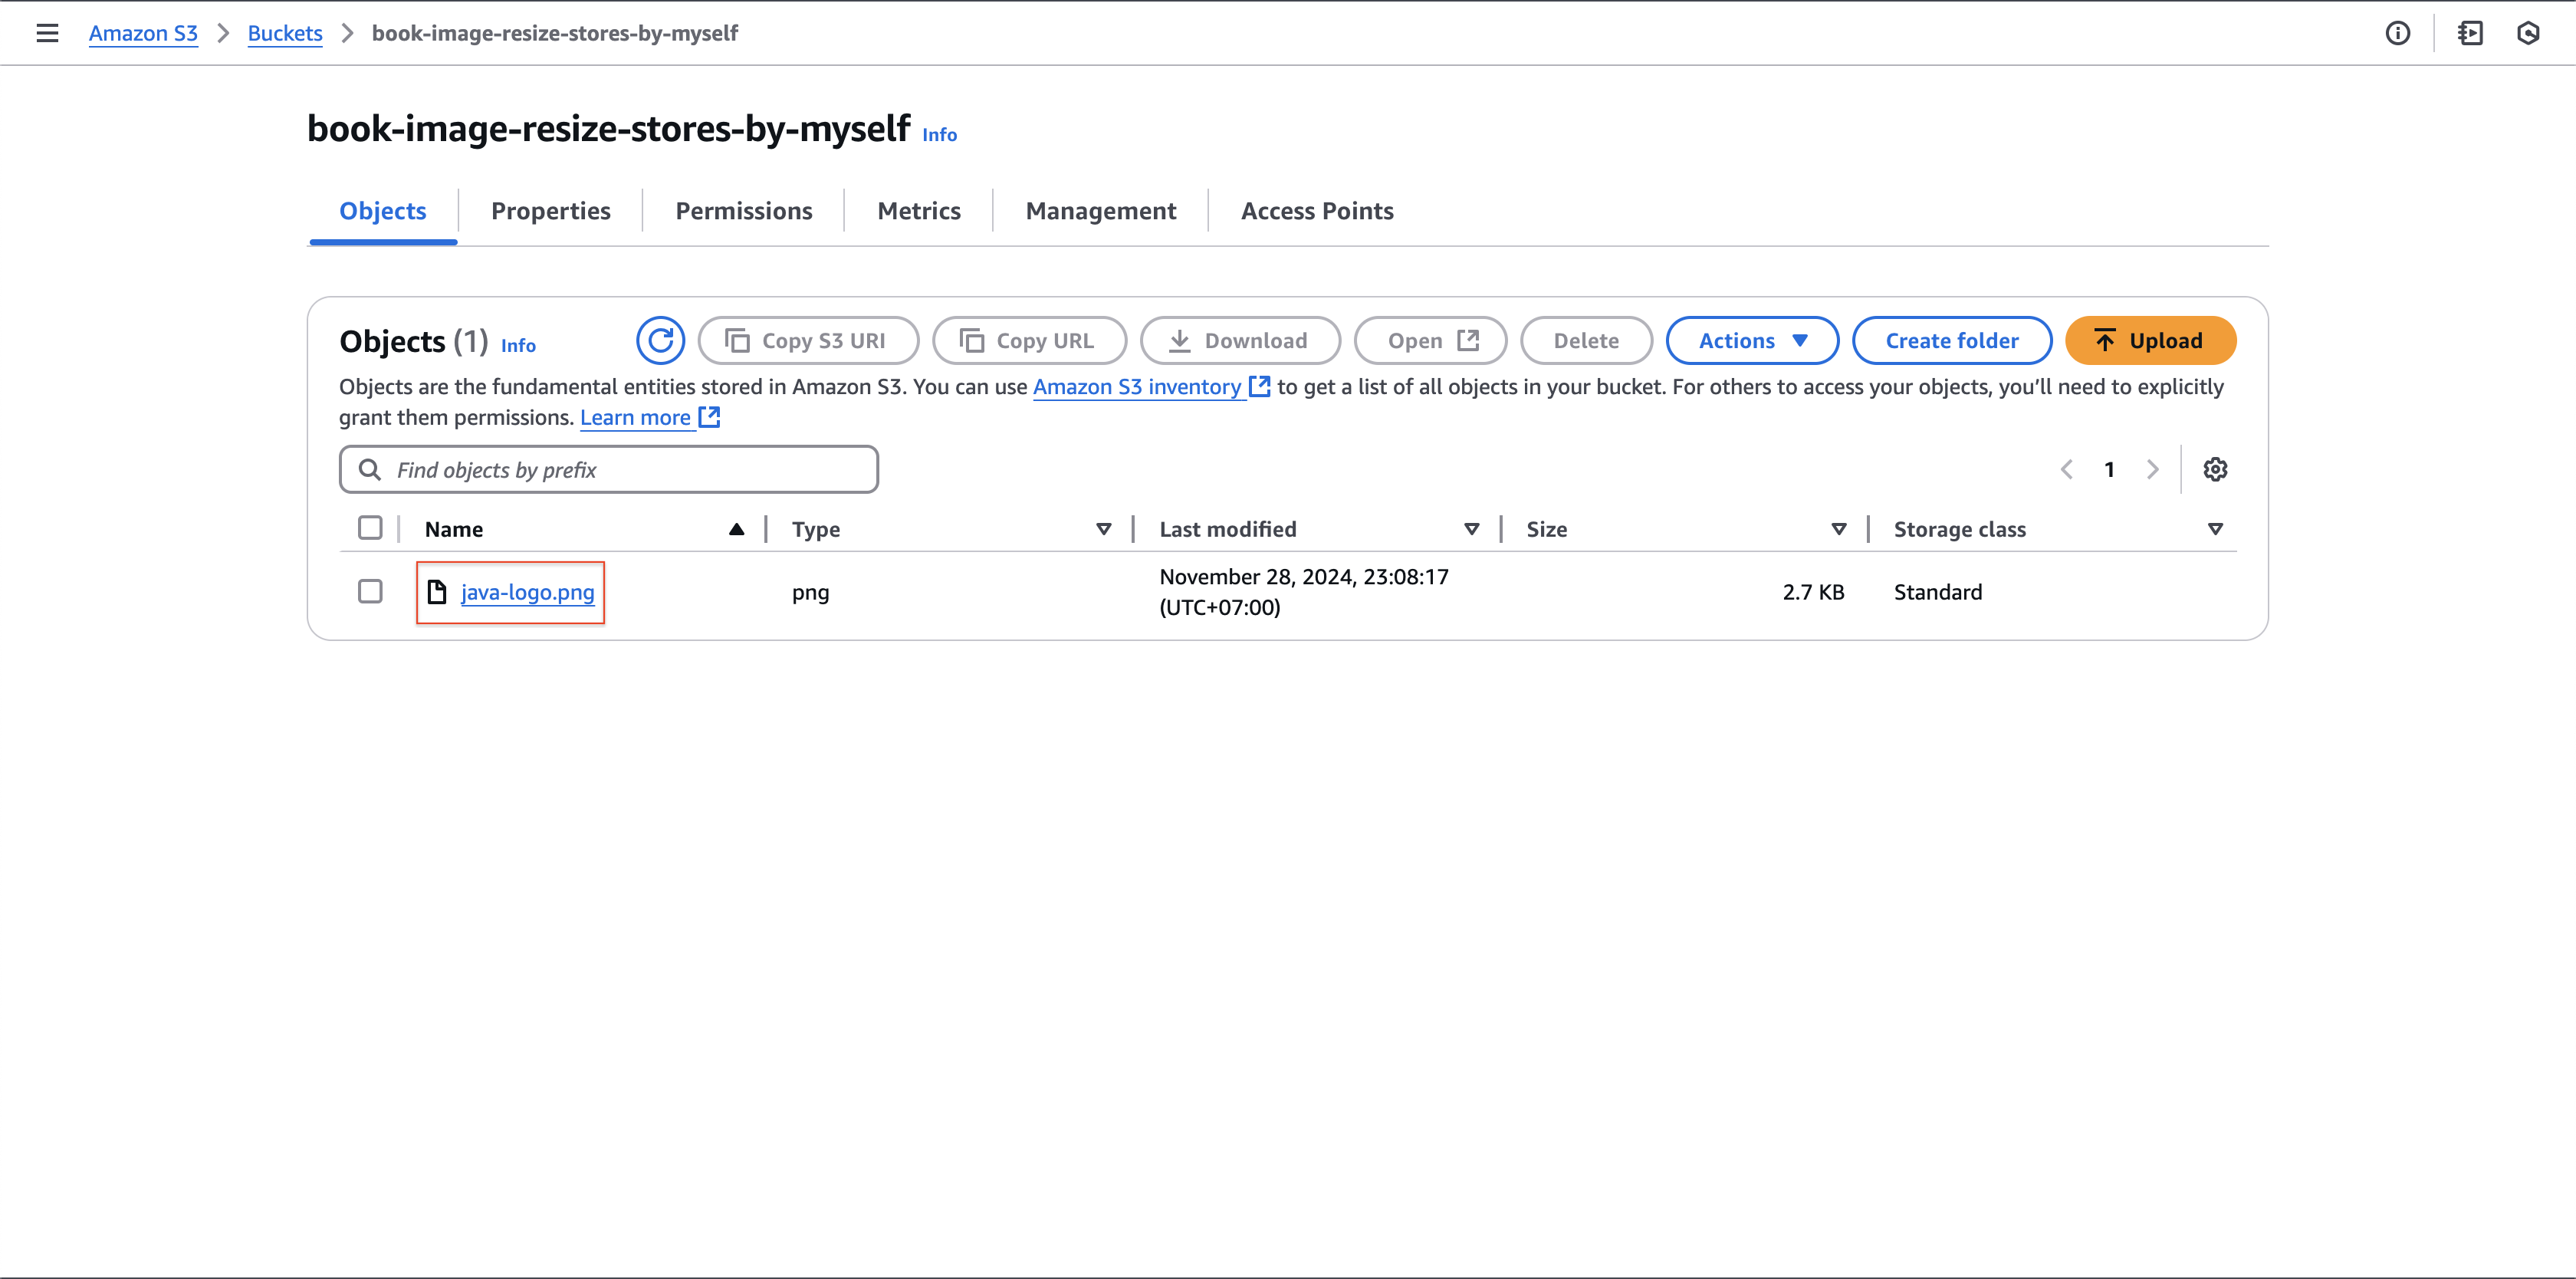 Amazon S3 > Buckets > book-image-resize-stores-by-myself
book-image-resize-stores-by-myself Info
Objects Properties Permissions Metrics Management Access Points
Objects (1) Info Copy S3 URI Copy URL Download Open Delete Actions Create folder Upload
Objects are the fundamental entities stored in Amazon S3. You can use Amazon S3 inventory to get a list of all objects in your bucket. For others to access your objects, you’ll need to explicitly
grant them permissions. Learn more
Find objects by prefix 1
Name Type Last modified Size Storage class
java-logo.png png November 28, 2024, 23:08:17 2.7 KB Standard
(UTC+07:00)